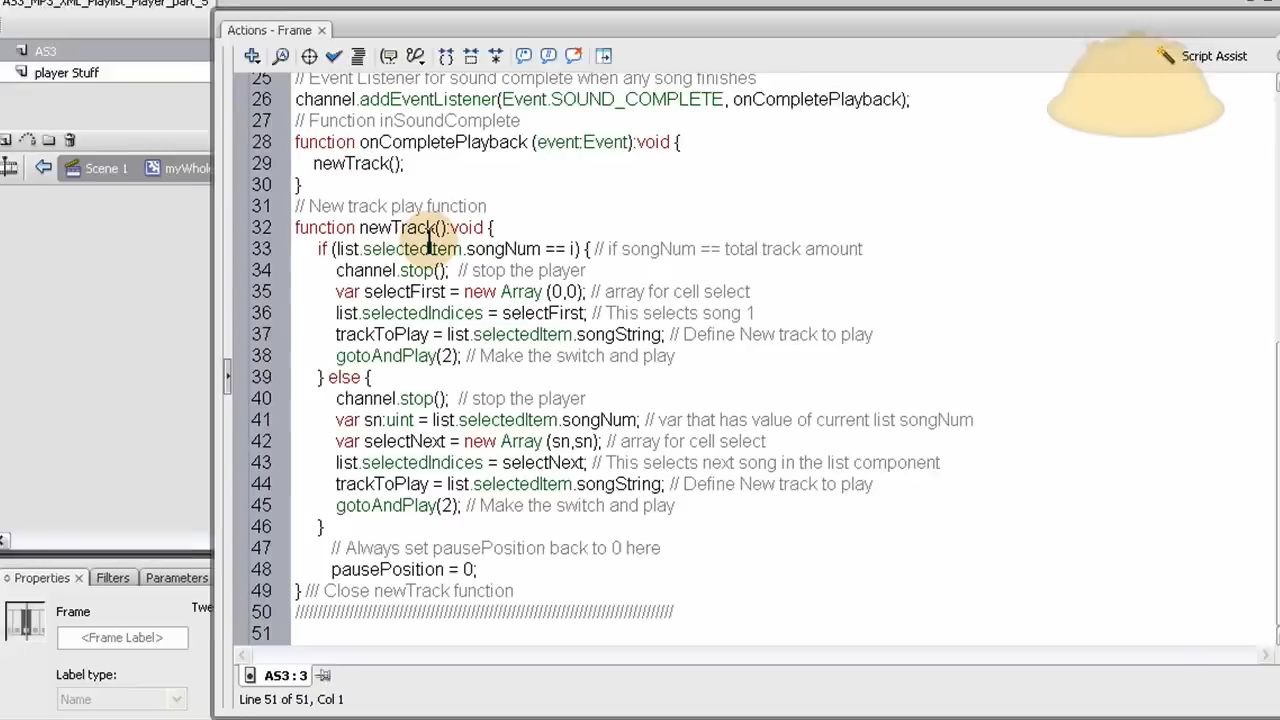 AS3_MP3_XML_Playlist_Player_part_5
Actions - Frame
AS3
player Stuff
Script Assist
Scene 1
myWho
25 // Event Listener for sound complete when any song finishes
26 channel.addEventListener(Event.SOUND_COMPLETE, onCompletePlayback);
27 // Function inSoundComplete
28 function onCompletePlayback (event:Event):void {
29 newTrack();
30 }
31 // New track play function
32 function newTrack():void {
33 if (list.selectedItem.songNum == i) { // if songNum == total track amount
34 channel.stop(); // stop the player
35 var selectFirst = new Array (0,0); // array for cell select
36 list.selectedIndices = selectFirst; // This selects song 1
37 trackToPlay = list.selectedItem.songString; // Define New track to play
38 gotoAndPlay(2); // Make the switch and play
39 } else {
40 channel.stop(); // stop the player
41 var sn:uint = list.selectedItem.songNum; // var that has value of current list songNum
42 var selectNext = new Array (sn,sn); // array for cell select
43 list.selectedIndices = selectNext; // This selects next song in the list component
44 trackToPlay = list.selectedItem.songString; // Define New track to play
45 gotoAndPlay(2); // Make the switch and play
46 }
47 // Always set pausePosition back to 0 here
48 pausePosition = 0;
49 } /// Close newTrack function
50 ////////////////////////////////////////////////////////////////////////////////
51
Properties Filters Parameters
Frame
Twe
<Frame Label>
Label type:
Name
AS3 : 3
Line 51 of 51, Col 1